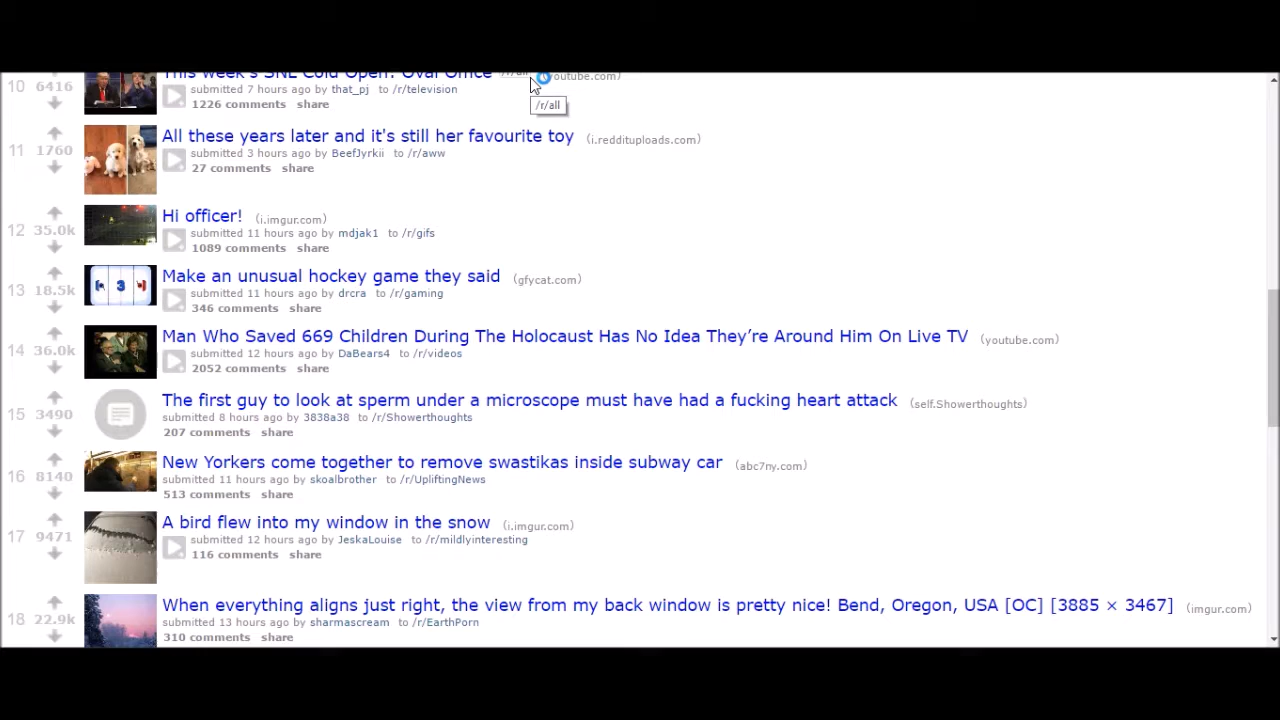 10 6416 This week's SNL Cold Open: Oval Office /r/all youtube.com)
submitted 7 hours ago by that_pj to /r/television
1226 comments share
/r/all
11 1760 All these years later and it's still her favourite toy (i.reddituploads.com)
submitted 3 hours ago by BeefJyrkii to /r/aww
27 comments share
12 35.0k Hi officer! (i.imgur.com)
submitted 11 hours ago by mdjak1 to /r/gifs
1089 comments share
13 18.5k Make an unusual hockey game they said (gfycat.com)
submitted 11 hours ago by drcra to /r/gaming
346 comments share
14 36.0k Man Who Saved 669 Children During The Holocaust Has No Idea They’re Around Him On Live TV (youtube.com)
submitted 12 hours ago by DaBears4 to /r/videos
2052 comments share
15 3490 The first guy to look at sperm under a microscope must have had a fucking heart attack (self.Showerthoughts)
submitted 8 hours ago by 3838a38 to /r/Showerthoughts
207 comments share
16 8140 New Yorkers come together to remove swastikas inside subway car (abc7ny.com)
submitted 11 hours ago by skoalbrother to /r/UpliftingNews
513 comments share
17 9471 A bird flew into my window in the snow (i.imgur.com)
submitted 12 hours ago by JeskaLouise to /r/mildlyinteresting
116 comments share
18 22.9k When everything aligns just right, the view from my back window is pretty nice! Bend, Oregon, USA [OC] [3885 × 3467] (imgur.com)
submitted 13 hours ago by sharmascream to /r/EarthPorn
310 comments share